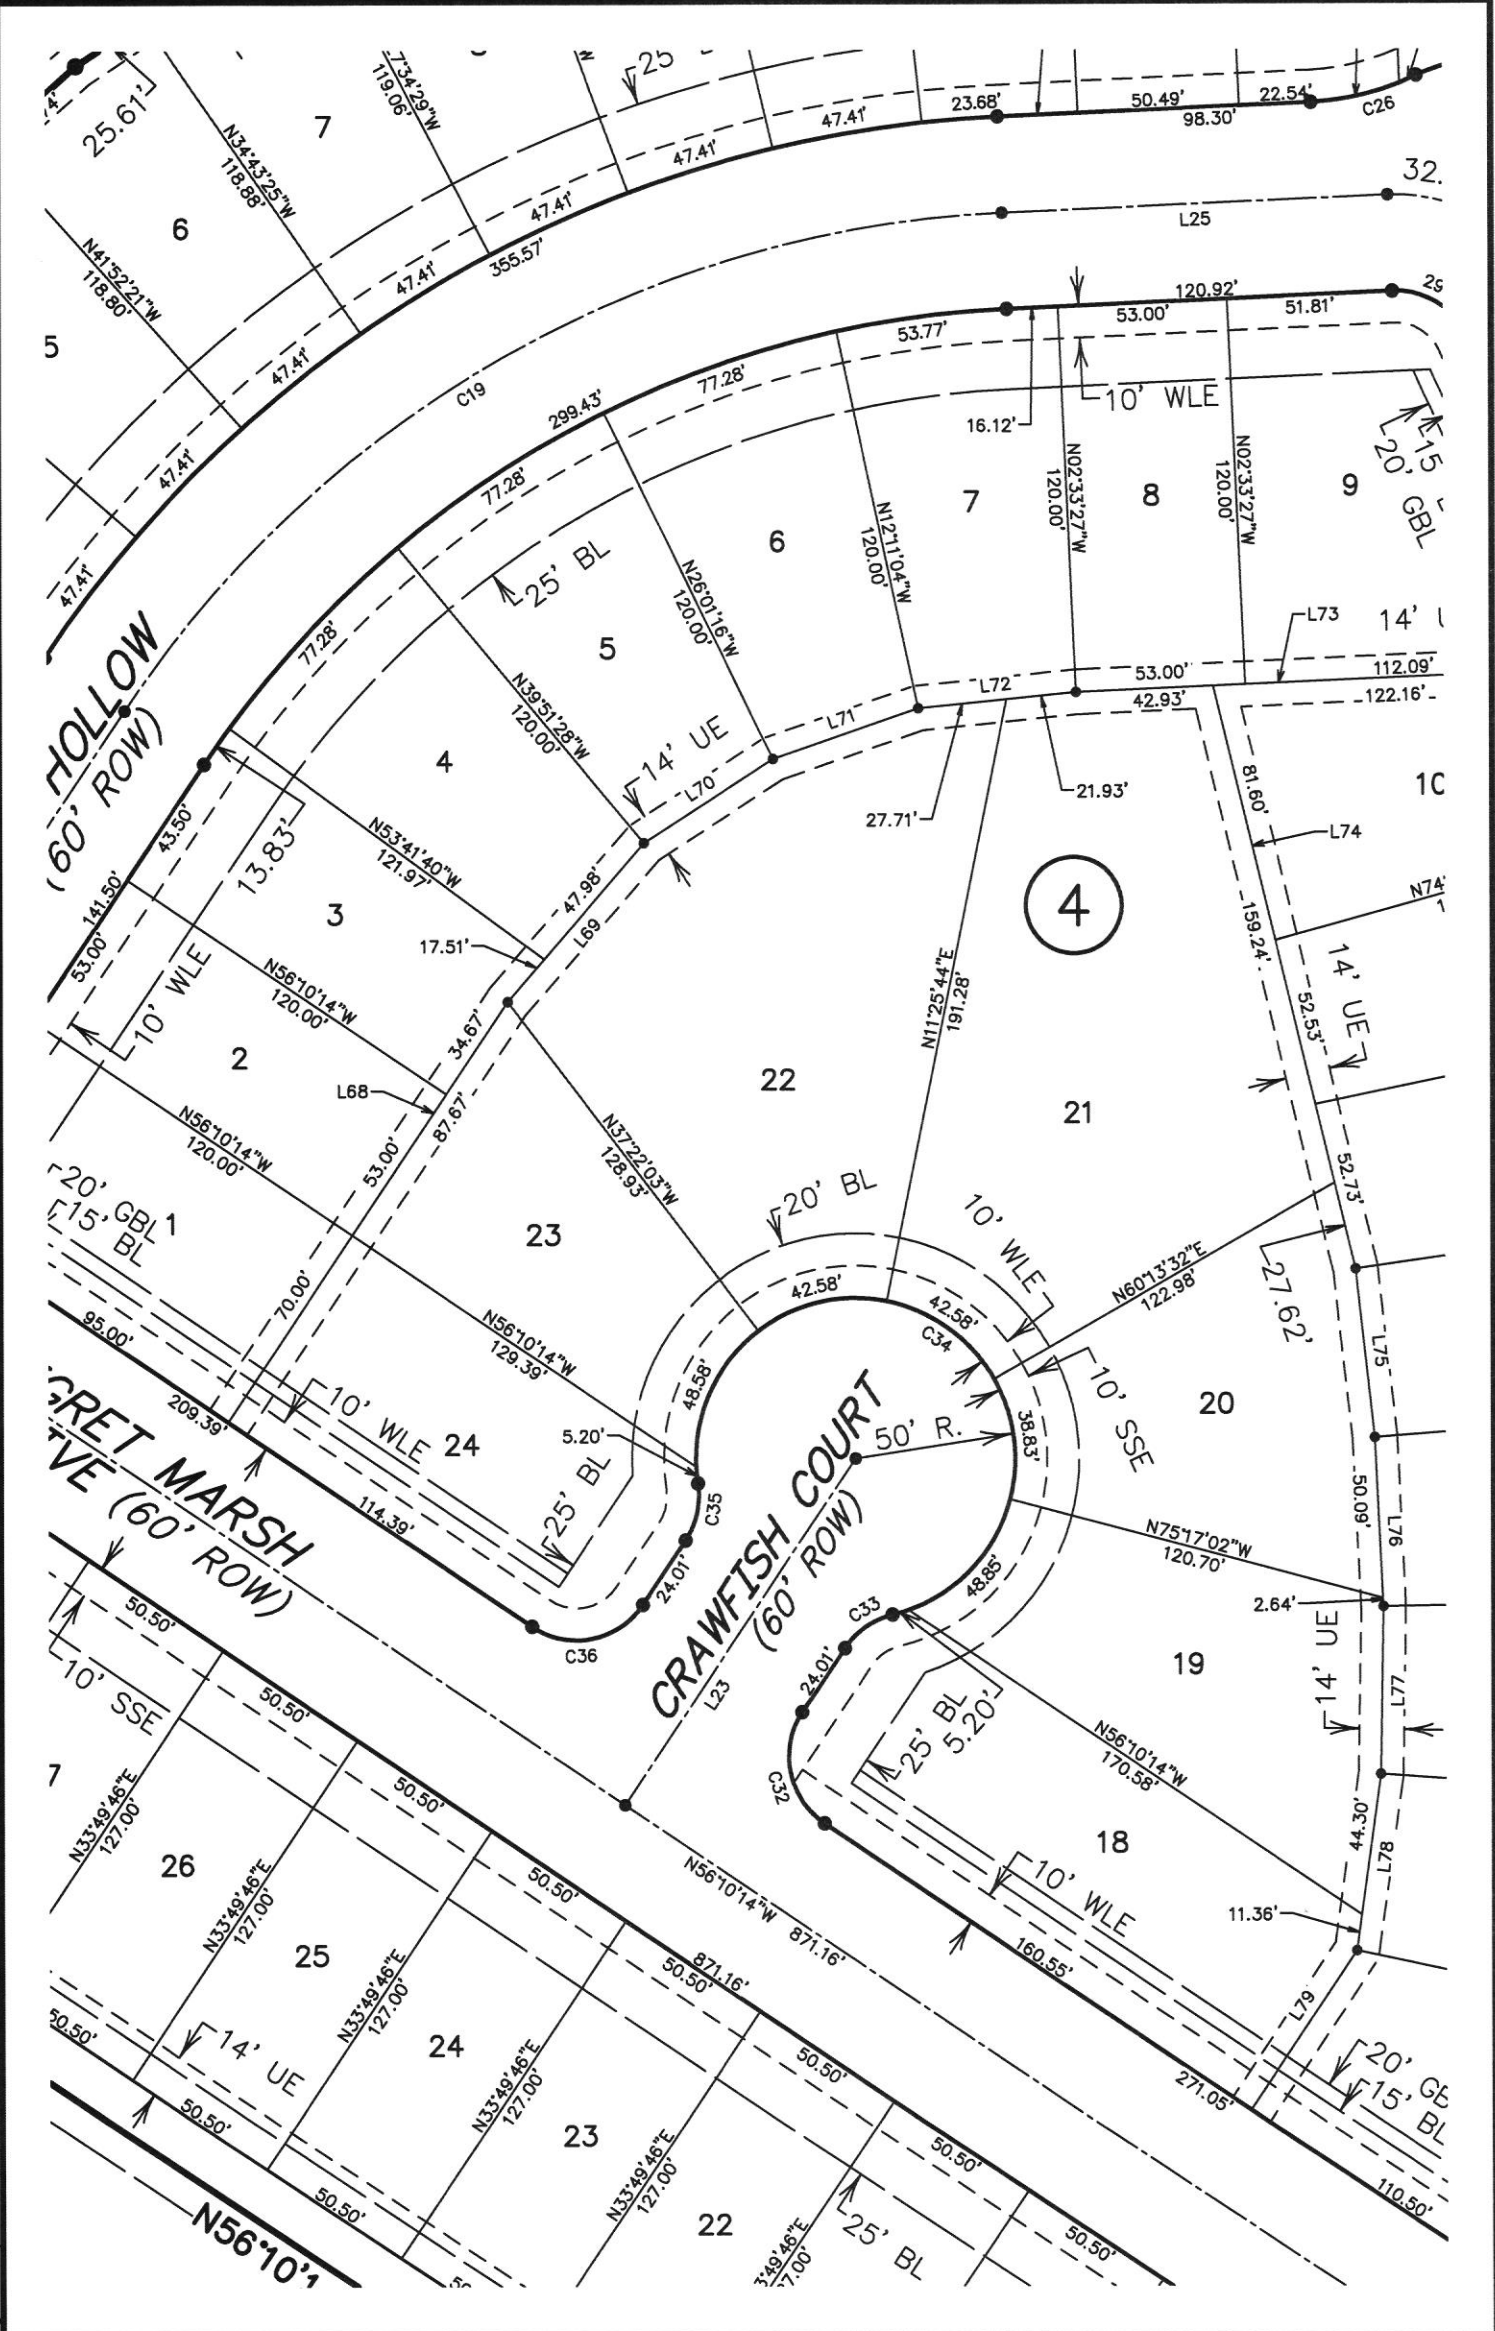 25.61'
7
7°34'29"W
119.06'
25
N34°43'25"W
118.88'
47.41'
47.41'
23.68'
50.49'
22.54'
98.30'
C26
6
47.41'
32.
L25
N41°52'21"W
118.80'
47.41'
355.57'
5
47.41'
120.92'
53.00'
51.81'
53.77'
47.41'
C19
299.43'
77.28'
10' WLE
16.12'
47.41'
77.28'
N02°33'27"W
120.00'
N02°33'27"W
120.00'
20' GBL
15
7
8
9
N12°11'04"W
120.00'
6
25' BL
N26°01'16"W
120.00'
47.41'
HOLLOW
(60' ROW)
77.28'
5
L73
14'
53.00'
112.09'
L72
42.93'
122.16'
L71
N39°51'28"W
120.00'
14' UE
4
L70
81.60'
10
27.71'
21.93'
43.50'
13.83'
N53°41'40"W
121.97'
L74
3
47.98'
L69
4
N74°
141.50'
53.00'
17.51'
159.24'
10' WLE
N56°10'14"W
120.00'
N11°25'44"E
191.28'
52.53'
14' UE
2
34.67'
L68
87.67'
22
21
N56°10'14"W
120.00'
53.00'
N37°22'03"W
128.93'
52.73'
20' GBL
15' BL
1
23
20' BL
10' WLE
N60°13'32"E
122.98'
27.62'
70.00'
42.58'
42.58'
C34
95.00'
N56°10'14"W
129.39'
L75
209.39'
10' WLE
48.58'
10' SSE
20
GRET MARSH
(60' ROW)
24
5.20'
50' R.
38.83'
25' BL
CRAWFISH COURT
(60' ROW)
114.39'
C35
50.09'
L76
N75°17'02"W
120.70'
24.01'
48.85'
2.64'
50.50'
C36
C33
14' UE
10' SSE
50.50'
L23
24.01'
19
L77
25' BL
5.20'
N56°10'14"W
170.58'
7
C32
N33°49'46"E
127.00'
50.50'
44.30'
L78
26
18
10' WLE
N33°49'46"E
127.00'
50.50'
N56°10'14"W 871.16'
11.36'
25
N33°49'46"E
127.00'
871.16'
50.50'
160.55'
L79
50.50'
14' UE
24
20' GB
15' BL
N33°49'46"E
127.00'
50.50'
271.05'
50.50'
23
110.50'
N33°49'46"E
127.00'
50.50'
50.50'
22
25' BL
50.50'
N56°10'1